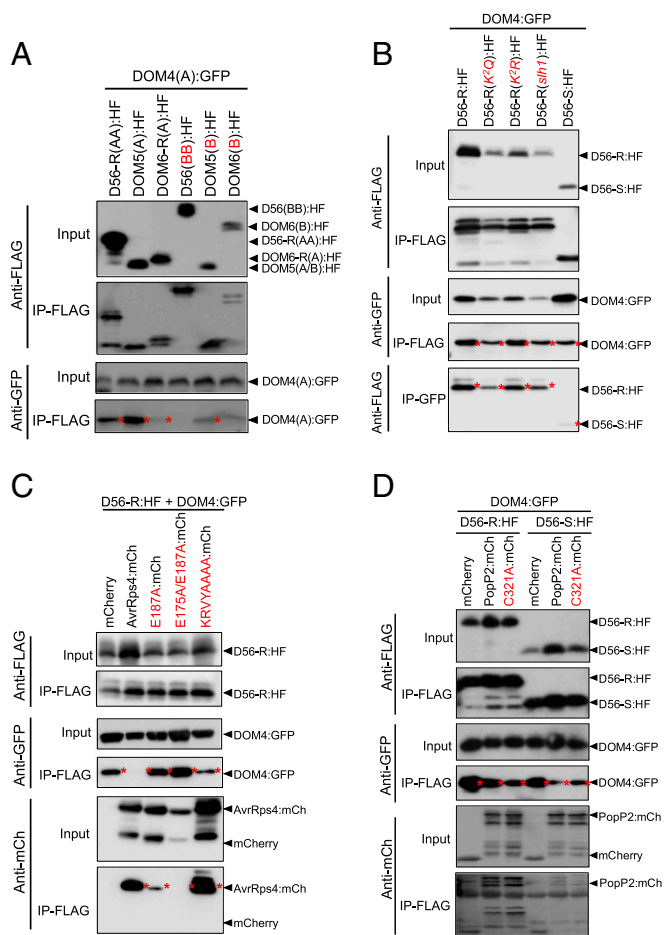 A
DOM4(A):GFP
D56-R(AA):HF
DOM5(A):HF
DOM6-R(A):HF
D56(BB):HF
DOM5(B):HF
DOM6(B):HF
Anti-FLAG
Input
D56(BB):HF
DOM6(B):HF
D56-R(AA):HF
DOM6-R(A):HF
DOM5(A/B):HF
IP-FLAG
Anti-GFP
Input
DOM4(A):GFP
IP-FLAG
* * * *
DOM4(A):GFP
B
DOM4:GFP
D56-R:HF
D56-R(K²Q):HF
D56-R(K²R):HF
D56-R(slh1):HF
D56-S:HF
Anti-FLAG
Input
D56-R:HF
D56-S:HF
IP-FLAG
Anti-GFP
Input
DOM4:GFP
IP-FLAG
* * * * *
DOM4:GFP
Anti-FLAG
IP-GFP
* * * *
D56-R:HF
*
D56-S:HF
C
D56-R:HF + DOM4:GFP
mCherry
AvrRps4:mCh
E187A:mCh
E175A/E187A:mCh
KRVYAAAA:mCh
Anti-FLAG
Input
D56-R:HF
IP-FLAG
D56-R:HF
Anti-GFP
Input
DOM4:GFP
IP-FLAG
* * * *
DOM4:GFP
Anti-mCh
Input
AvrRps4:mCh
mCherry
IP-FLAG
* * * *
AvrRps4:mCh
mCherry
D
DOM4:GFP
D56-R:HF D56-S:HF
mCherry
PopP2:mCh
C321A:mCh
mCherry
PopP2:mCh
C321A:mCh
Anti-FLAG
Input
D56-R:HF
D56-S:HF
IP-FLAG
D56-R:HF
D56-S:HF
Anti-GFP
Input
DOM4:GFP
IP-FLAG
* * * * * *
DOM4:GFP
Anti-mCh
Input
PopP2:mCh
mCherry
IP-FLAG
PopP2:mCh